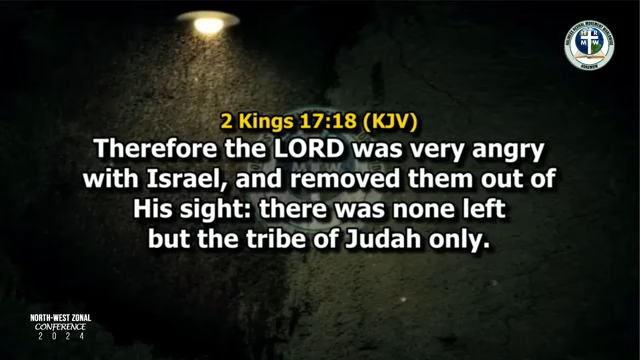 2 Kings 17:18 (KJV)
Therefore the LORD was very angry
with Israel, and removed them out of
His sight: there was none left
but the tribe of Judah only.
NORTH-WEST ZONAL
CONFERENCE
2024